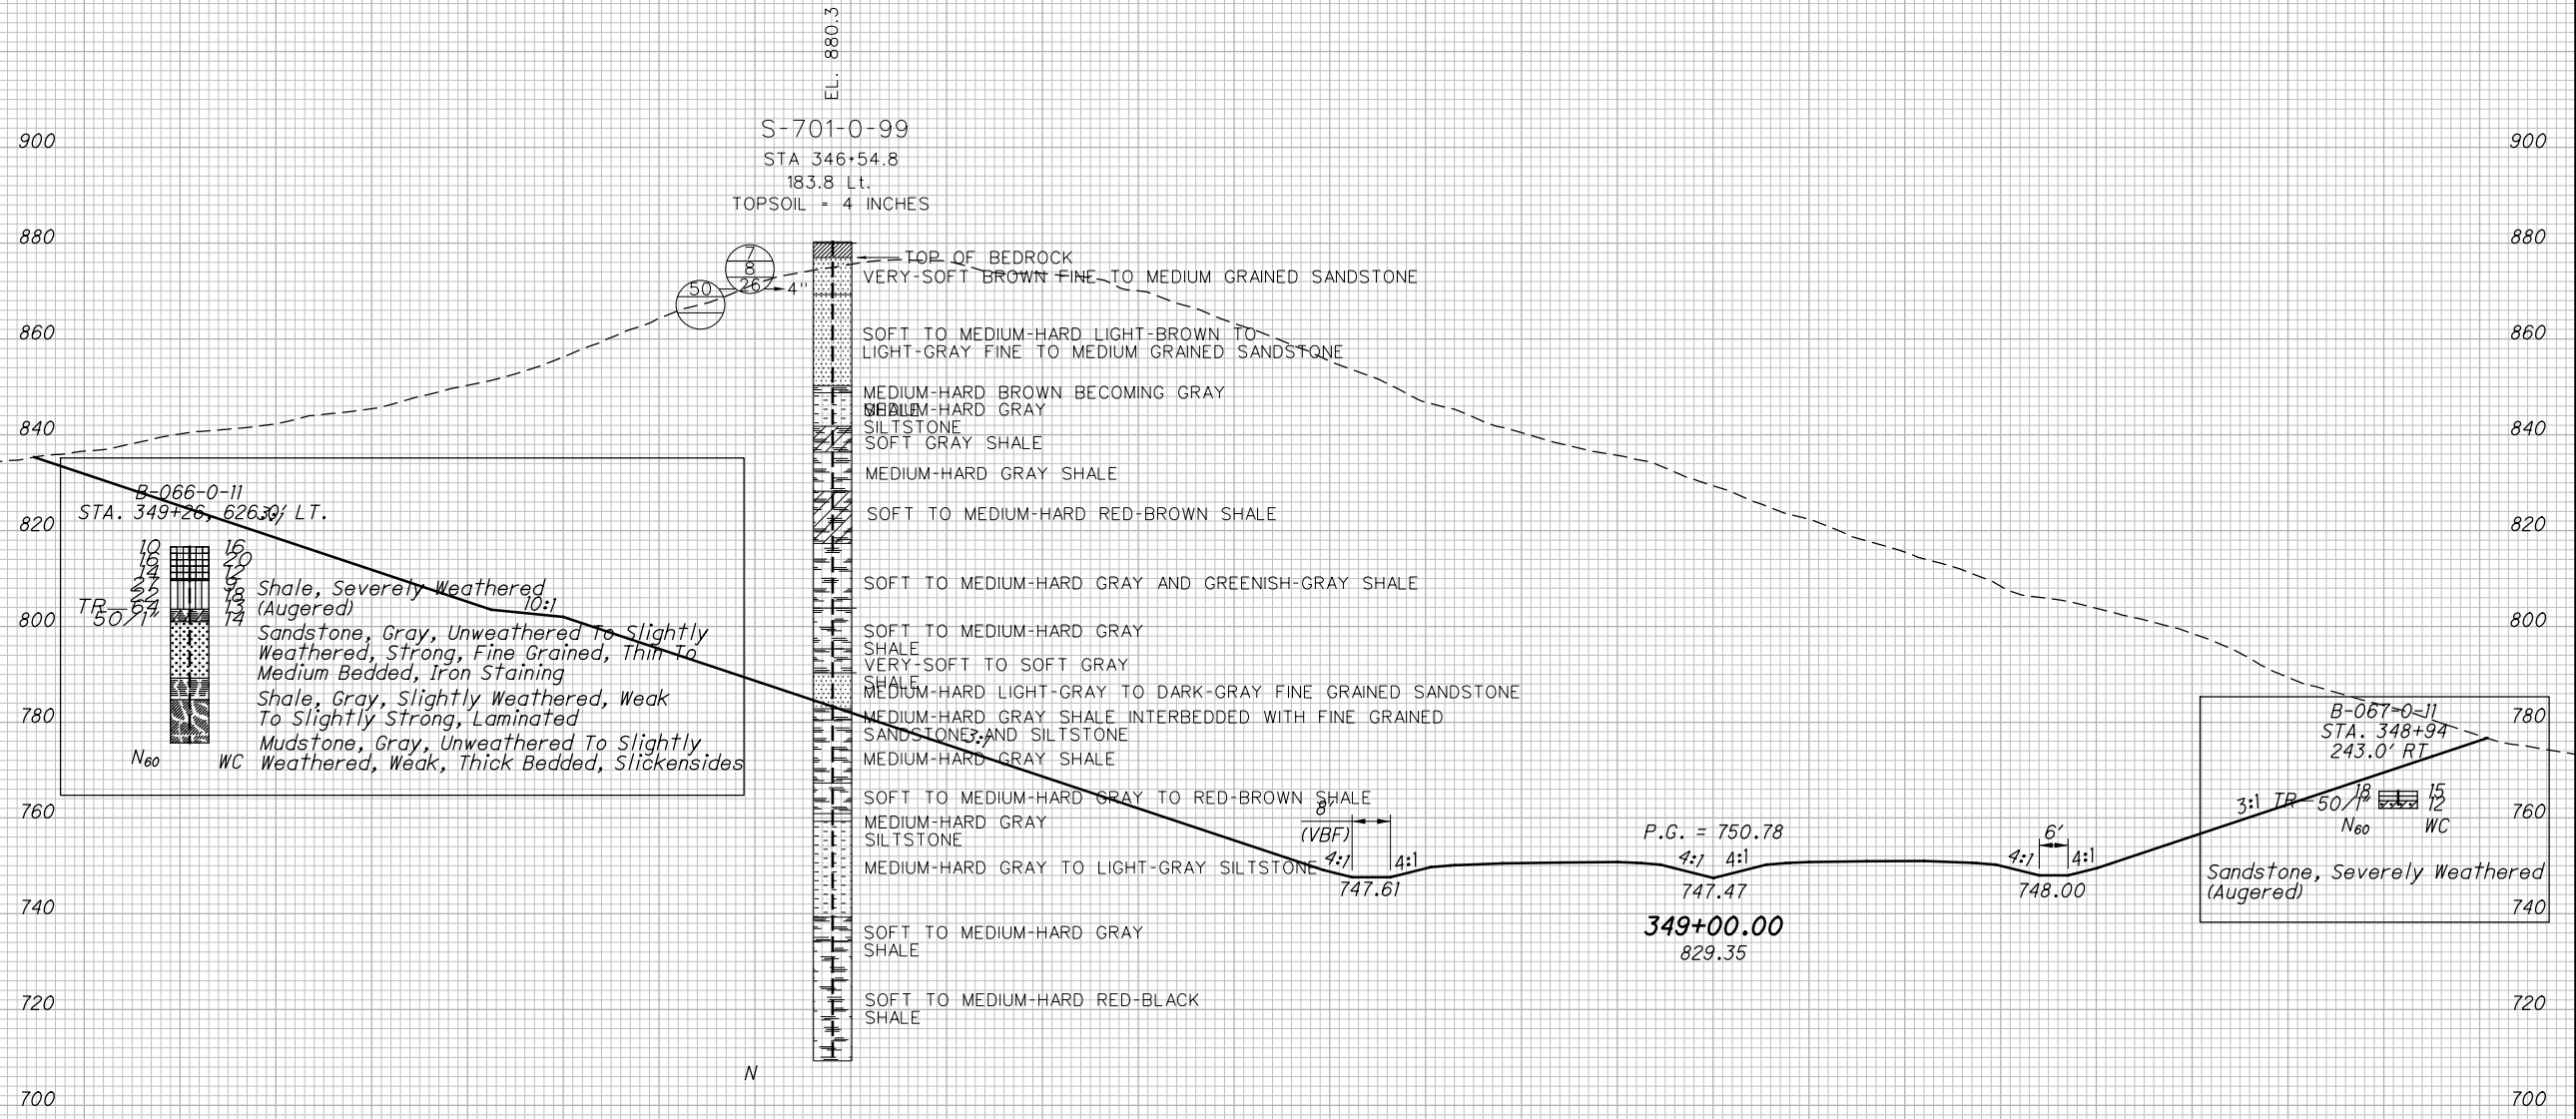 EL. 880.3
S-701-0-99
STA 346+54.8
183.8 Lt.
TOPSOIL = 4 INCHES
900
900
880
880
860
860
840
840
820
820
800
800
780
780
760
760
740
740
720
720
700
700
7
8
26
50
4"
TOP OF BEDROCK
VERY-SOFT BROWN FINE TO MEDIUM GRAINED SANDSTONE
SOFT TO MEDIUM-HARD LIGHT-BROWN TO
LIGHT-GRAY FINE TO MEDIUM GRAINED SANDSTONE
MEDIUM-HARD BROWN BECOMING GRAY
SHALE
MEDIUM-HARD GRAY
SILTSTONE
SOFT GRAY SHALE
MEDIUM-HARD GRAY SHALE
SOFT TO MEDIUM-HARD RED-BROWN SHALE
SOFT TO MEDIUM-HARD GRAY AND GREENISH-GRAY SHALE
SOFT TO MEDIUM-HARD GRAY
SHALE
VERY-SOFT TO SOFT GRAY
SHALE
MEDIUM-HARD LIGHT-GRAY TO DARK-GRAY FINE GRAINED SANDSTONE
MEDIUM-HARD GRAY SHALE INTERBEDDED WITH FINE GRAINED
SANDSTONE AND SILTSTONE
MEDIUM-HARD GRAY SHALE
SOFT TO MEDIUM-HARD GRAY TO RED-BROWN SHALE
MEDIUM-HARD GRAY
SILTSTONE
MEDIUM-HARD GRAY TO LIGHT-GRAY SILTSTONE
SOFT TO MEDIUM-HARD GRAY
SHALE
SOFT TO MEDIUM-HARD RED-BLACK
SHALE
N
B-066-0-11
STA. 349+26, 626.0' LT.
3:1
10:1
3:1
10 16
16 20
14 12
27 9
22 18
TR-64 13
50/1" 14
Shale, Severely Weathered
(Augered)
Sandstone, Gray, Unweathered To Slightly
Weathered, Strong, Fine Grained, Thin To
Medium Bedded, Iron Staining
Shale, Gray, Slightly Weathered, Weak
To Slightly Strong, Laminated
Mudstone, Gray, Unweathered To Slightly
Weathered, Weak, Thick Bedded, Slickensides
N60 WC
8'
(VBF)
4:1
4:1
747.61
P.G. = 750.78
4:1
4:1
747.47
349+00.00
829.35
6'
4:1
4:1
748.00
3:1
B-067-0-11
STA. 348+94
243.0' RT
18 15
TR-50/1" 12
N60 WC
Sandstone, Severely Weathered
(Augered)